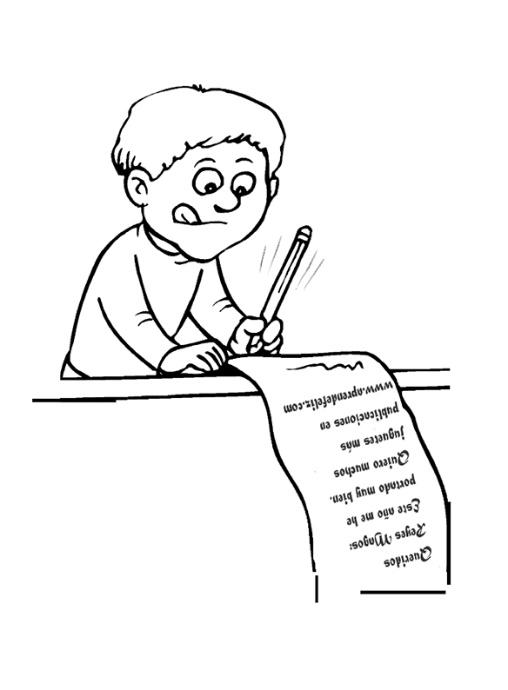 Queridos
Reyes Magos:
Este año me he
portado muy bien.
Quiero muchos
juguetes más
publicaciones en
www.aprendefeliz.com